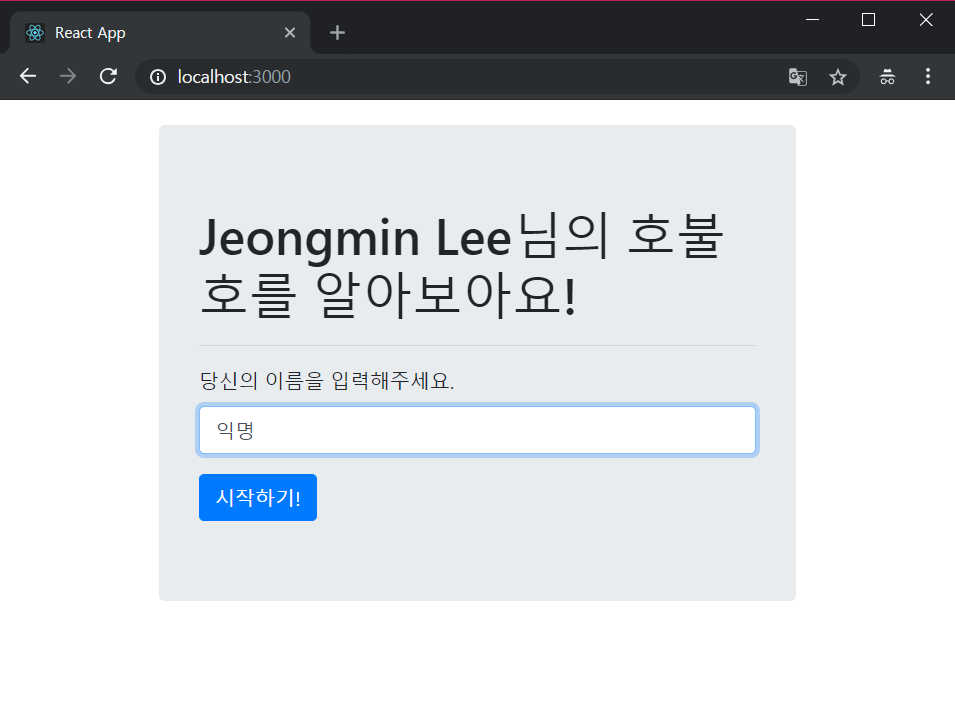 React App
localhost:3000
Jeongmin Lee님의 호불
호를 알아보아요!
당신의 이름을 입력해주세요.
익명
시작하기!